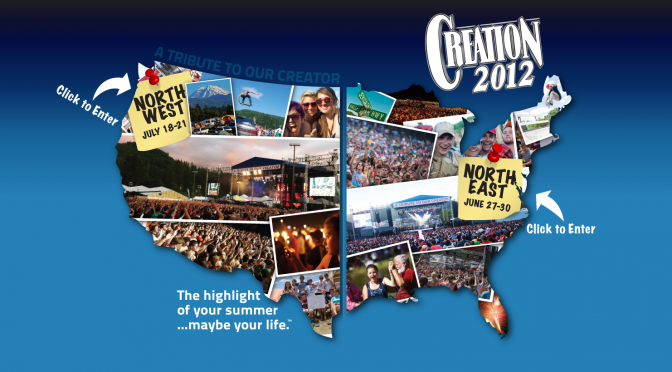 A TRIBUTE TO OUR CREATOR
CREATION
2012
Click to Enter
NORTH
WEST
JULY 18-21
NORTH
EAST
JUNE 27-30
Click to Enter
The highlight
of your summer
...maybe your life.™